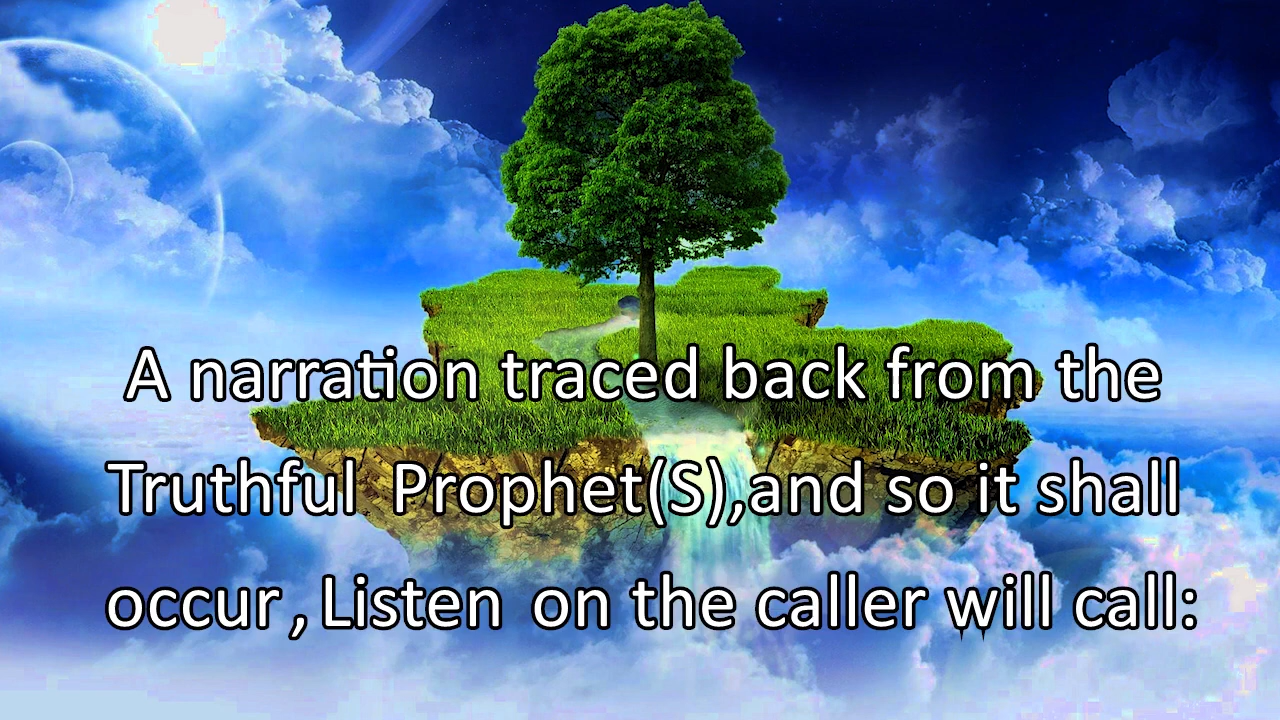 A narration traced back from the
Truthful Prophet(S),and so it shall
occur , Listen on the caller will call: